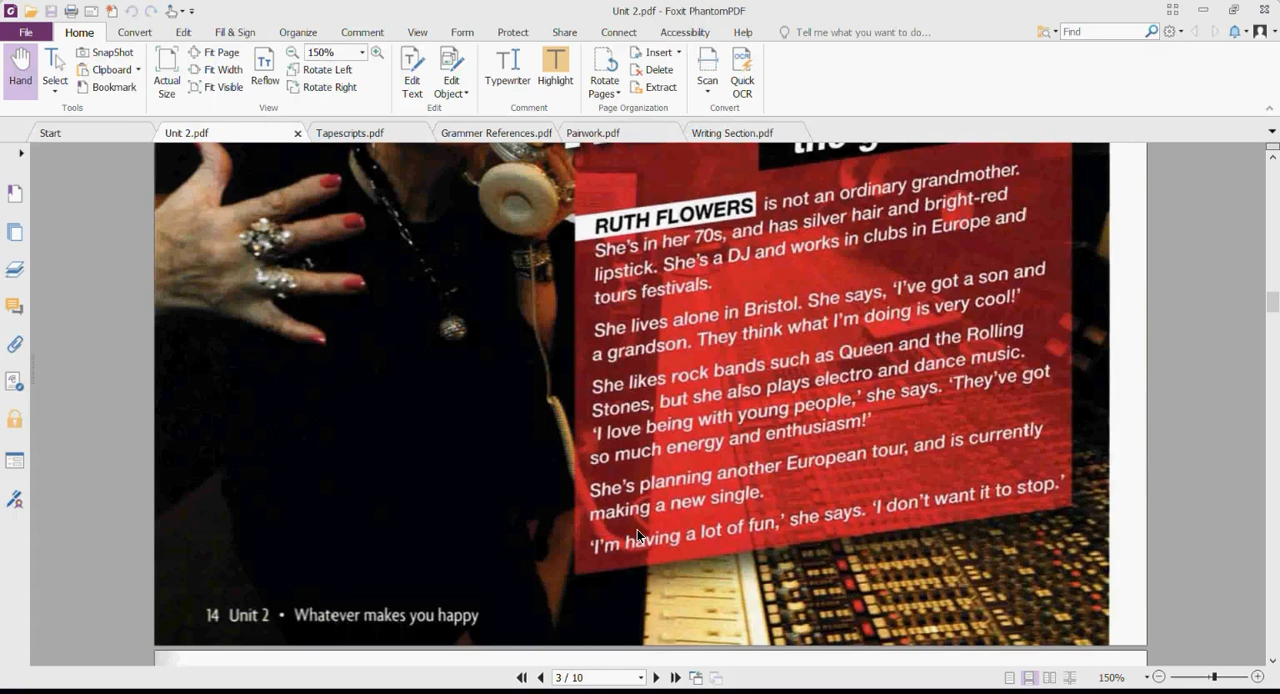 Unit 2.pdf - Foxit PhantomPDF
File Home Convert Edit Fill & Sign Organize Comment View Form Protect Share Connect Accessibility Help Tell me what you want to do... Find
Hand Select SnapShot Clipboard Bookmark Actual Size Fit Page Fit Width Fit Visible Reflow 150% Rotate Left Rotate Right Edit Text Edit Object Typewriter Highlight Rotate Pages Insert Delete Extract Scan Quick OCR
Tools View Edit Comment Page Organization Convert
Start Unit 2.pdf Tapescripts.pdf Grammer References.pdf Pairwork.pdf Writing Section.pdf
RUTH FLOWERS is not an ordinary grandmother.
She's in her 70s, and has silver hair and bright-red
lipstick. She's a DJ and works in clubs in Europe and
tours festivals.
She lives alone in Bristol. She says, 'I've got a son and
a grandson. They think what I'm doing is very cool!'
She likes rock bands such as Queen and the Rolling
Stones, but she also plays electro and dance music.
'I love being with young people,' she says. 'They've got
so much energy and enthusiasm!'
She's planning another European tour, and is currently
making a new single.
'I'm having a lot of fun,' she says. 'I don't want it to stop.'
14 Unit 2 • Whatever makes you happy
3 / 10 150%